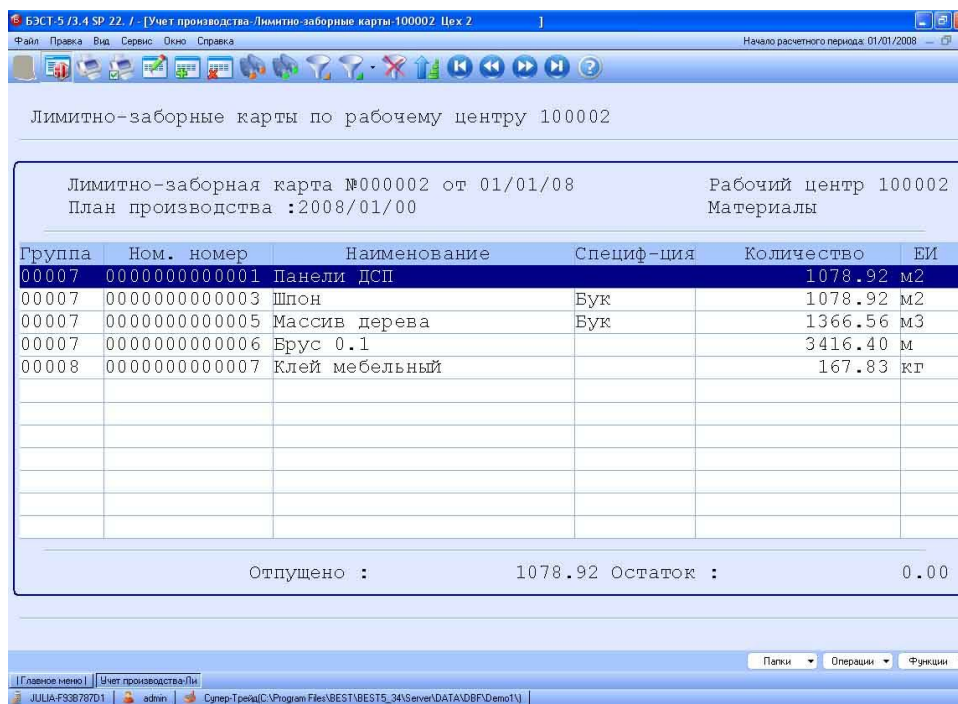 БЭСТ-5 /3.4 SP 22. / - [Учет производства-Лимитно-заборные карты-100002 Цех 2 ]
Файл Правка Вид Сервис Окно Справка Начало расчетного периода: 01/01/2008
Лимитно-заборные карты по рабочему центру 100002
Лимитно-заборная карта №000002 от 01/01/08 Рабочий центр 100002
План производства :2008/01/00 Материалы
Группа Ном. номер Наименование Специф-ция Количество ЕИ
00007 0000000000001 Панели ДСП 1078.92 м2
00007 0000000000003 Шпон Бук 1078.92 м2
00007 0000000000005 Массив дерева Бук 1366.56 м3
00007 0000000000006 Брус 0.1 3416.40 м
00008 0000000000007 Клей мебельный 167.83 кг
Отпущено : 1078.92 Остаток : 0.00
Папки Операции Функции
| Главное меню | Учет производства-Ли
JULIA-F93B787D1 admin Супер-Трейд(C:\Program Files\BEST\BEST5_34\Server\DATA\DBF\Demo1\)